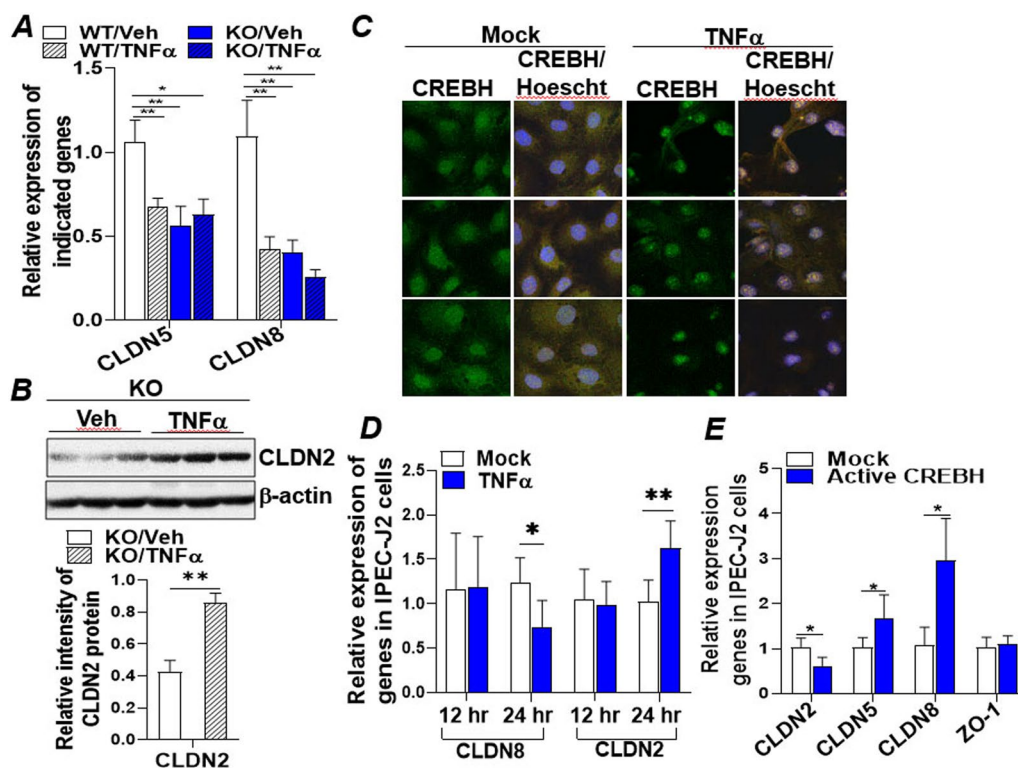 A
WT/Veh KO/Veh
WT/TNFα KO/TNFα
Relative expression of
indicated genes
1.5
1.0
0.5
0.0
** ** *
** ** **
CLDN5 CLDN8
B
KO
Veh TNFα
CLDN2
β-actin
KO/Veh
KO/TNFα
Relative intensity of
CLDN2 protein
1.0
0.8
0.6
0.4
0.2
0.0
**
CLDN2
C
Mock TNFα
CREBH CREBH/
Hoescht CREBH CREBH/
Hoescht
D
Mock
TNFα
Relative expression of
genes in IPEC-J2 cells
2.5
2.0
1.5
1.0
0.5
0.0
* **
12 hr 24 hr 12 hr 24 hr
CLDN8 CLDN2
E
Mock
Active CREBH
Relative expression
genes in IPEC-J2 cells
5
4
3
2
1
0
* * *
CLDN2 CLDN5 CLDN8 ZO-1